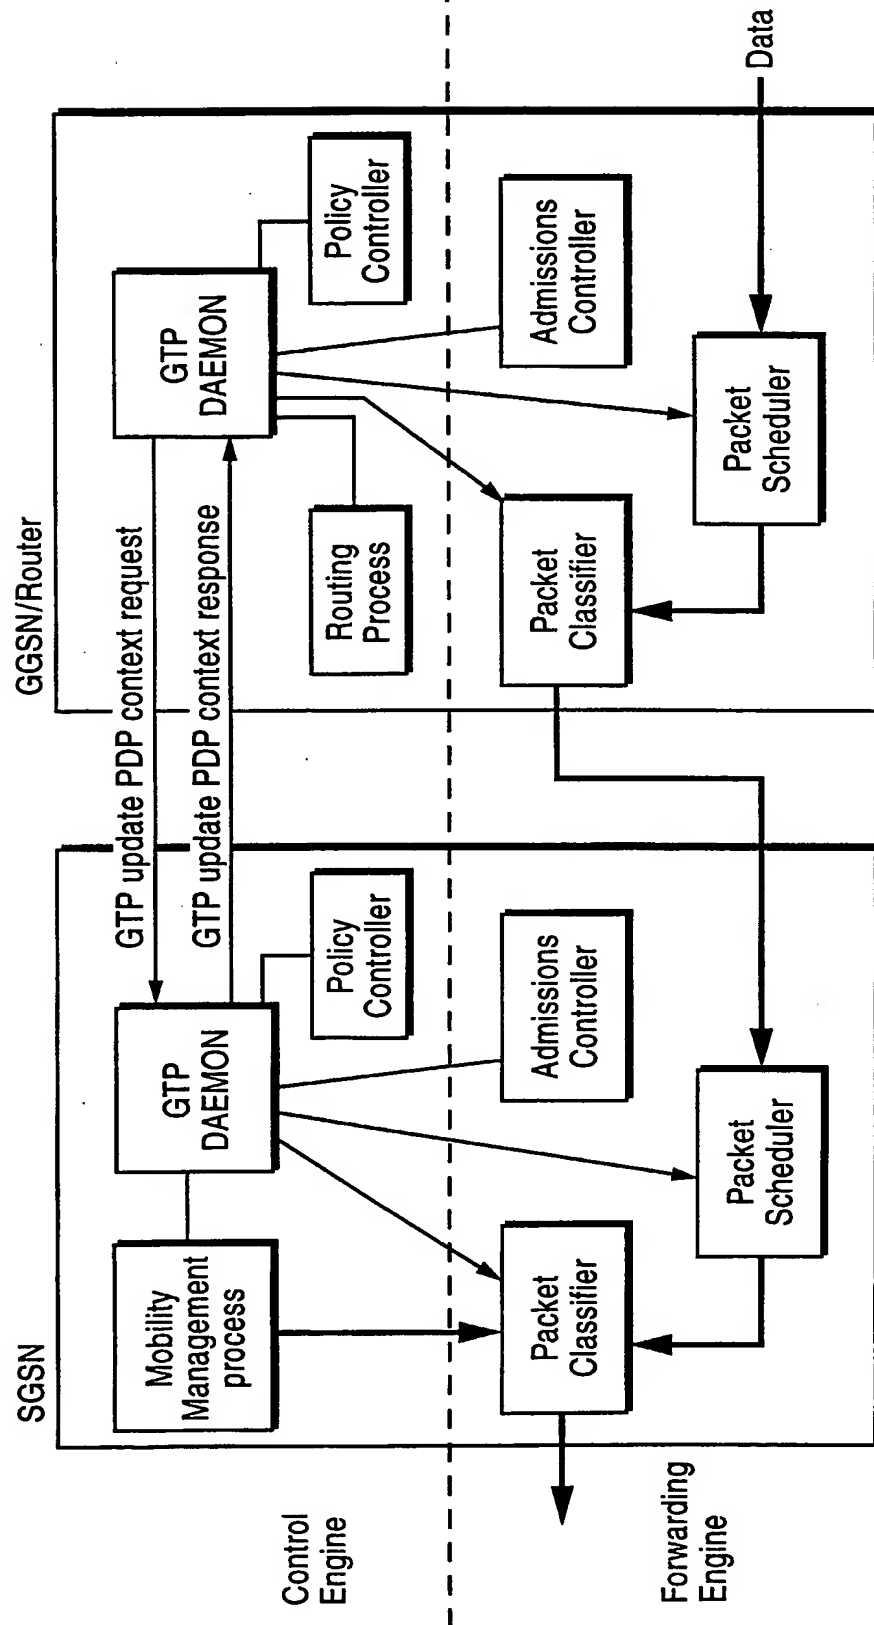 SGSN
GGSN/Router
Mobility
Management
process
GTP
DAEMON
GTP update PDP context request
GTP update PDP context response
GTP
DAEMON
Policy
Controller
Routing
Process
Policy
Controller
Control
Engine
Forwarding
Engine
Packet
Classifier
Admissions
Controller
Packet
Classifier
Admissions
Controller
Packet
Scheduler
Packet
Scheduler
Data